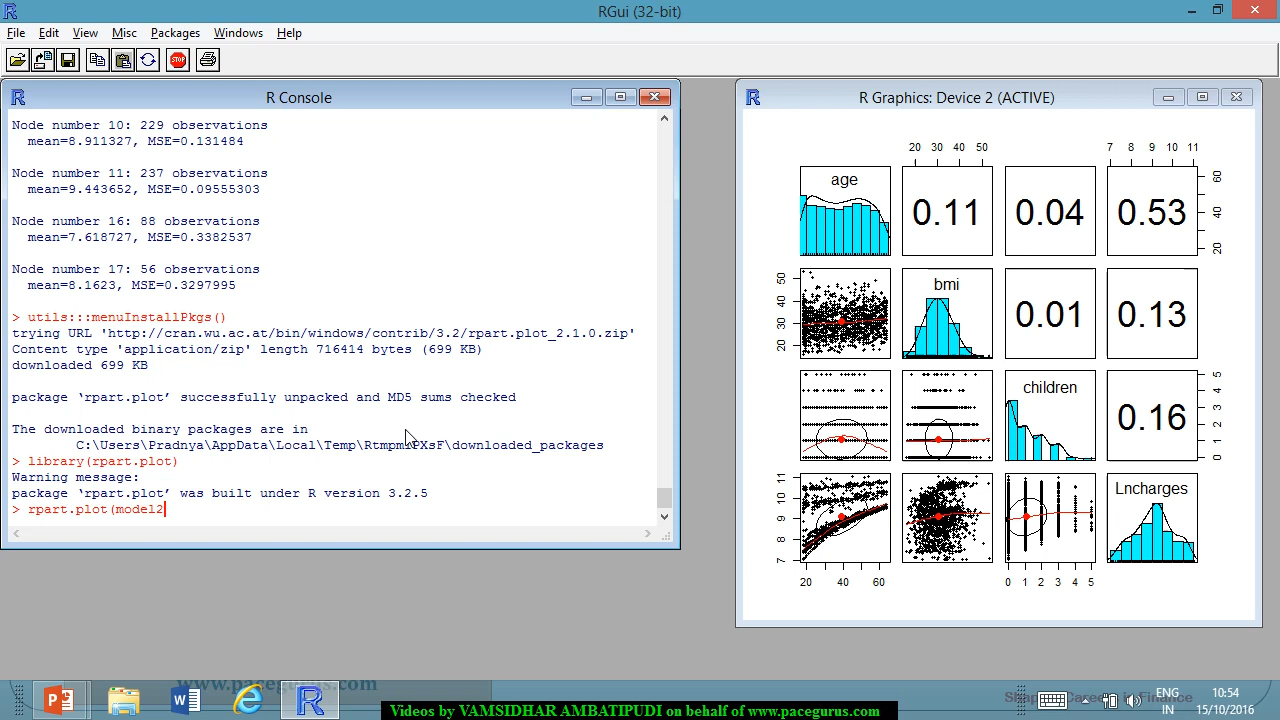 RGui (32-bit)
File Edit View Misc Packages Windows Help
STOP
R Console
Node number 10: 229 observations
mean=8.911327, MSE=0.131484
Node number 11: 237 observations
mean=9.443652, MSE=0.09555303
Node number 16: 88 observations
mean=7.618727, MSE=0.3382537
Node number 17: 56 observations
mean=8.1623, MSE=0.3297995
> utils:::menuInstallPkgs()
trying URL 'http://cran.wu.ac.at/bin/windows/contrib/3.2/rpart.plot_2.1.0.zip'
Content type 'application/zip' length 716414 bytes (699 KB)
downloaded 699 KB
package ‘rpart.plot’ successfully unpacked and MD5 sums checked
The downloaded binary packages are in
C:\Users\Pradnya\AppData\Local\Temp\ \downloaded_packages
> library(rpart.plot)
Warning message:
package ‘rpart.plot’ was built under R version 3.2.5
> rpart.plot(model2
R Graphics: Device 2 (ACTIVE)
20 30 40 50
7 8 9 10 11
age
0.11
0.04
0.53
20 40 60
20 30 40 50
bmi
0.01
0.13
children
0.16
0 1 2 3 4 5
7 8 9 10 11
Lncharges
20 40 60
0 1 2 3 4 5
www.pacegurus.com
ENG
IN
10:54
15/10/2016
Videos by VAMSIDHAR AMBATIPUDI on behalf of www.pacegurus.com